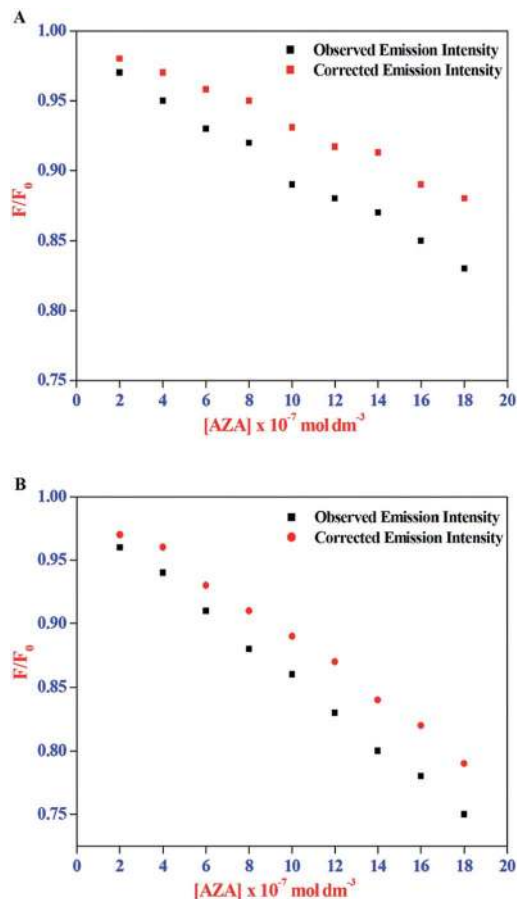 A
1.00
Observed Emission Intensity
Corrected Emission Intensity
0.95
0.90
F/F₀
0.85
0.80
0.75
0 2 4 6 8 10 12 14 16 18 20
[AZA] x 10⁻⁷ mol dm⁻³
B
1.00
Observed Emission Intensity
Corrected Emission Intensity
0.95
0.90
F/F₀
0.85
0.80
0.75
0 2 4 6 8 10 12 14 16 18 20
[AZA] x 10⁻⁷ mol dm⁻³